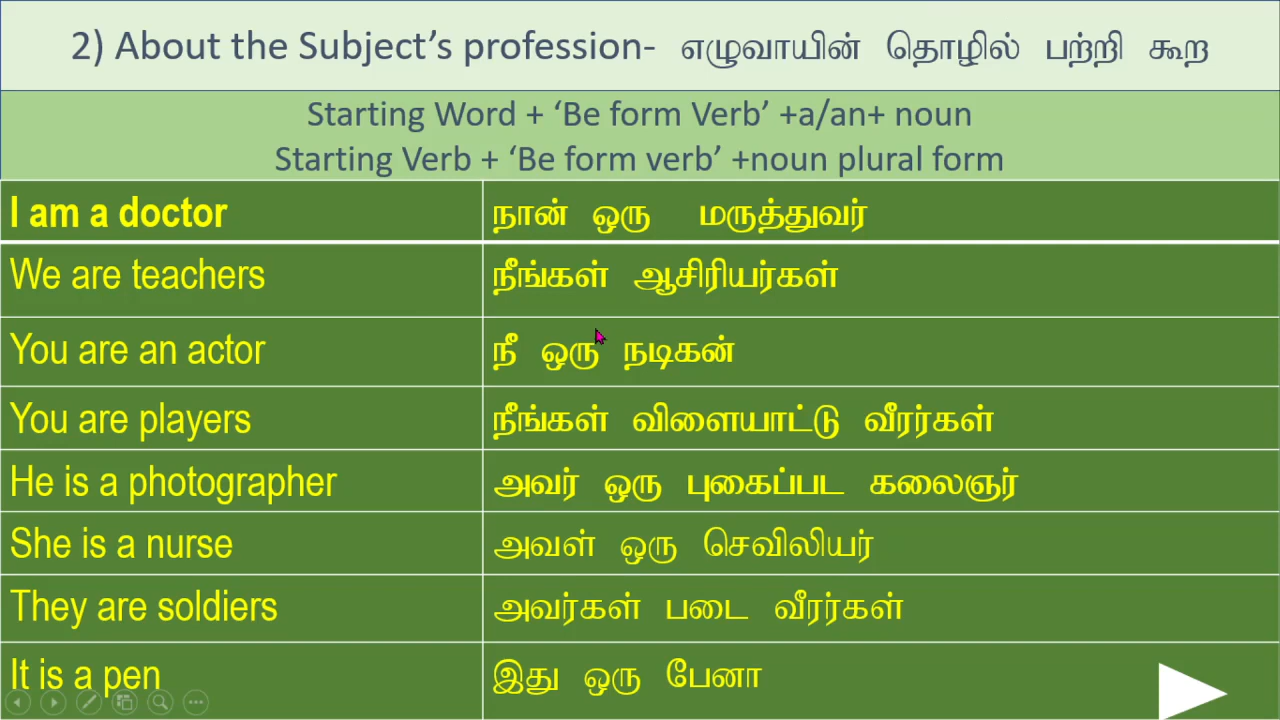 2) About the Subject’s profession- எழுவாயின் தொழில் பற்றி கூற
Starting Word + ‘Be form Verb’ +a/an+ noun
Starting Verb + ‘Be form verb’ +noun plural form
I am a doctor நான் ஒரு மருத்துவர்
We are teachers நீங்கள் ஆசிரியர்கள்
You are an actor நீ ஒரு நடிகன்
You are players நீங்கள் விளையாட்டு வீரர்கள்
He is a photographer அவர் ஒரு புகைப்பட கலைஞர்
She is a nurse அவள் ஒரு செவிலியர்
They are soldiers அவர்கள் படை வீரர்கள்
It is a pen இது ஒரு பேனா